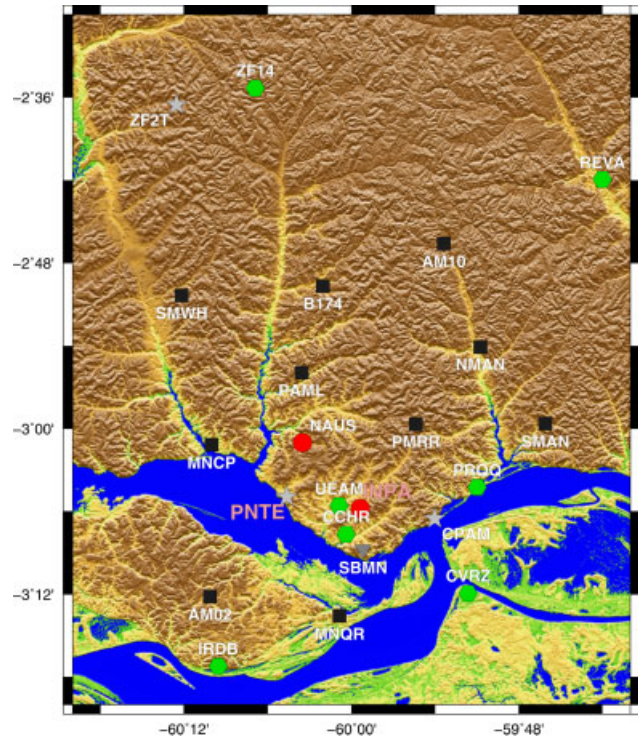 ZF14
−2°36'
ZF2T
REVA
AM10
−2°48'
B174
SMWH
NMAN
PAML
NAUS
PMRR
SMAN
−3°00'
MNCP
PROQ
UEAM
INPA
PNTE
CCHR
CPAM
SBMN
CVRZ
−3°12'
AM02
MNQR
IRDB
−60°12'
−60°00'
−59°48'